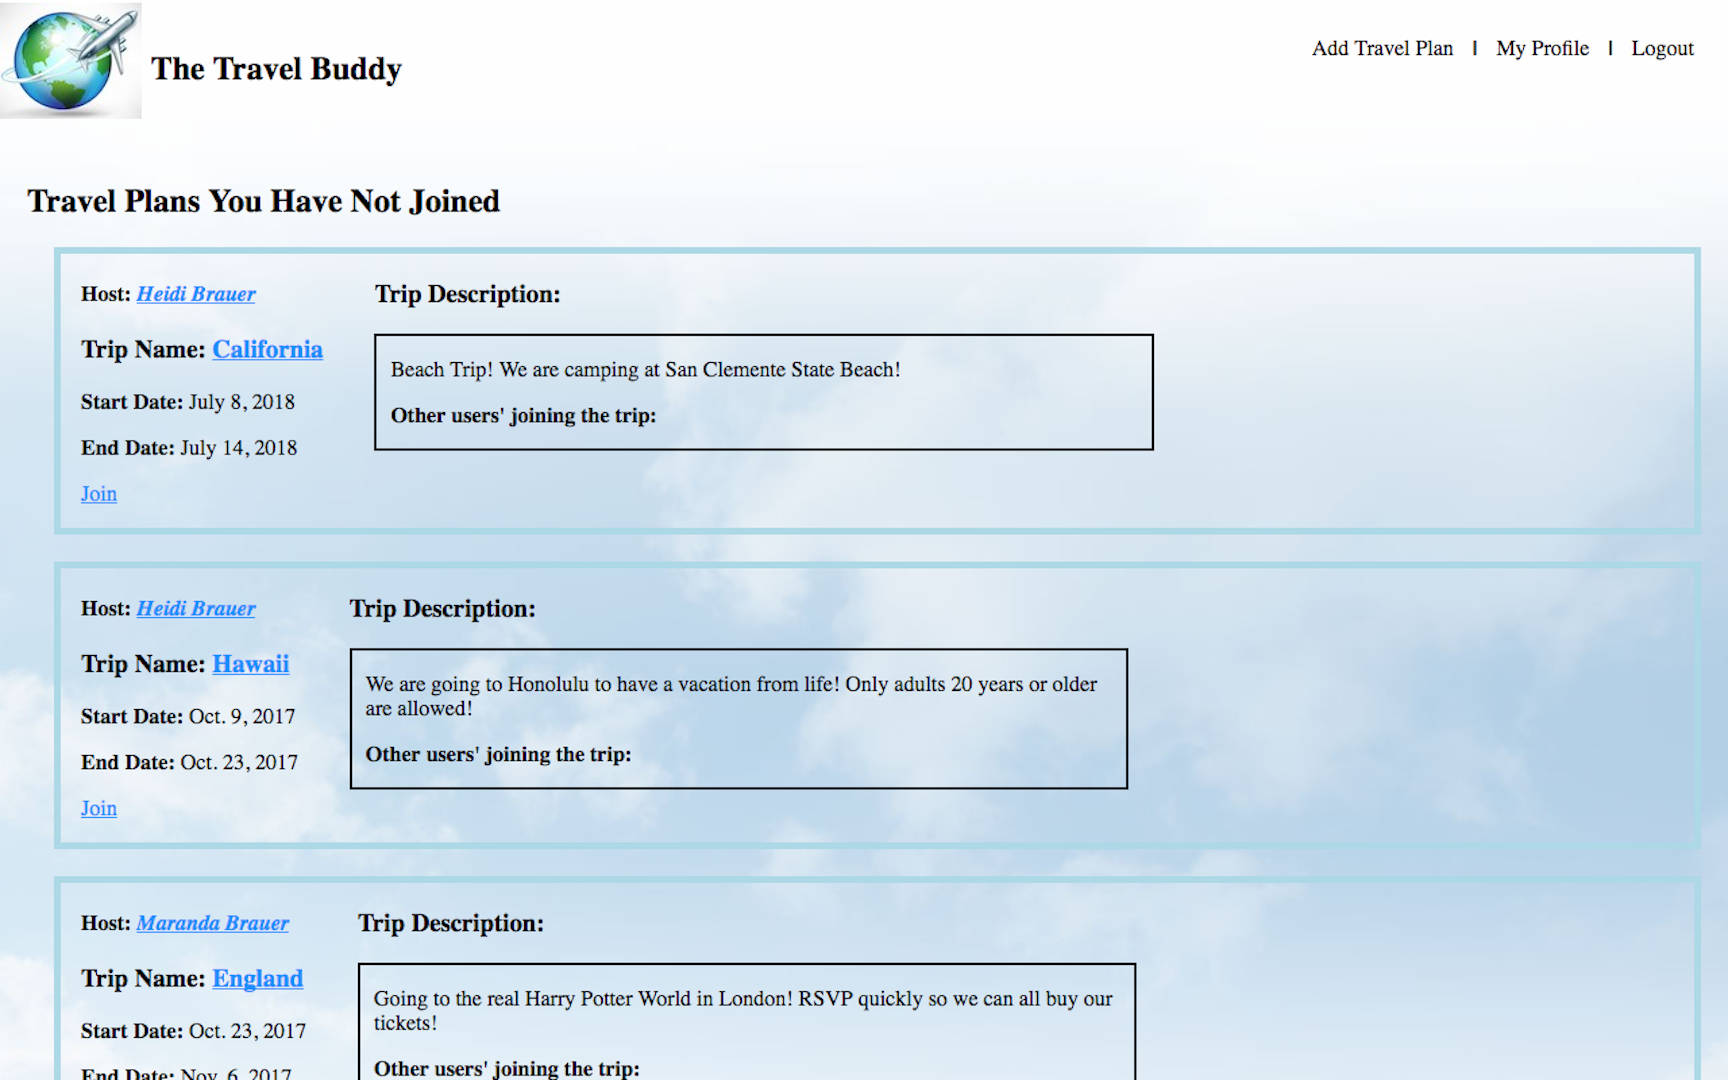 The Travel Buddy
Add Travel Plan | My Profile | Logout
Travel Plans You Have Not Joined
Host: Heidi Brauer
Trip Name: California
Start Date: July 8, 2018
End Date: July 14, 2018
Join
Trip Description:
Beach Trip! We are camping at San Clemente State Beach!
Other users' joining the trip:
Host: Heidi Brauer
Trip Name: Hawaii
Start Date: Oct. 9, 2017
End Date: Oct. 23, 2017
Join
Trip Description:
We are going to Honolulu to have a vacation from life! Only adults 20 years or older
are allowed!
Other users' joining the trip:
Host: Maranda Brauer
Trip Name: England
Start Date: Oct. 23, 2017
End Date: Nov. 6, 2017
Trip Description:
Going to the real Harry Potter World in London! RSVP quickly so we can all buy our
tickets!
Other users' joining the trip: